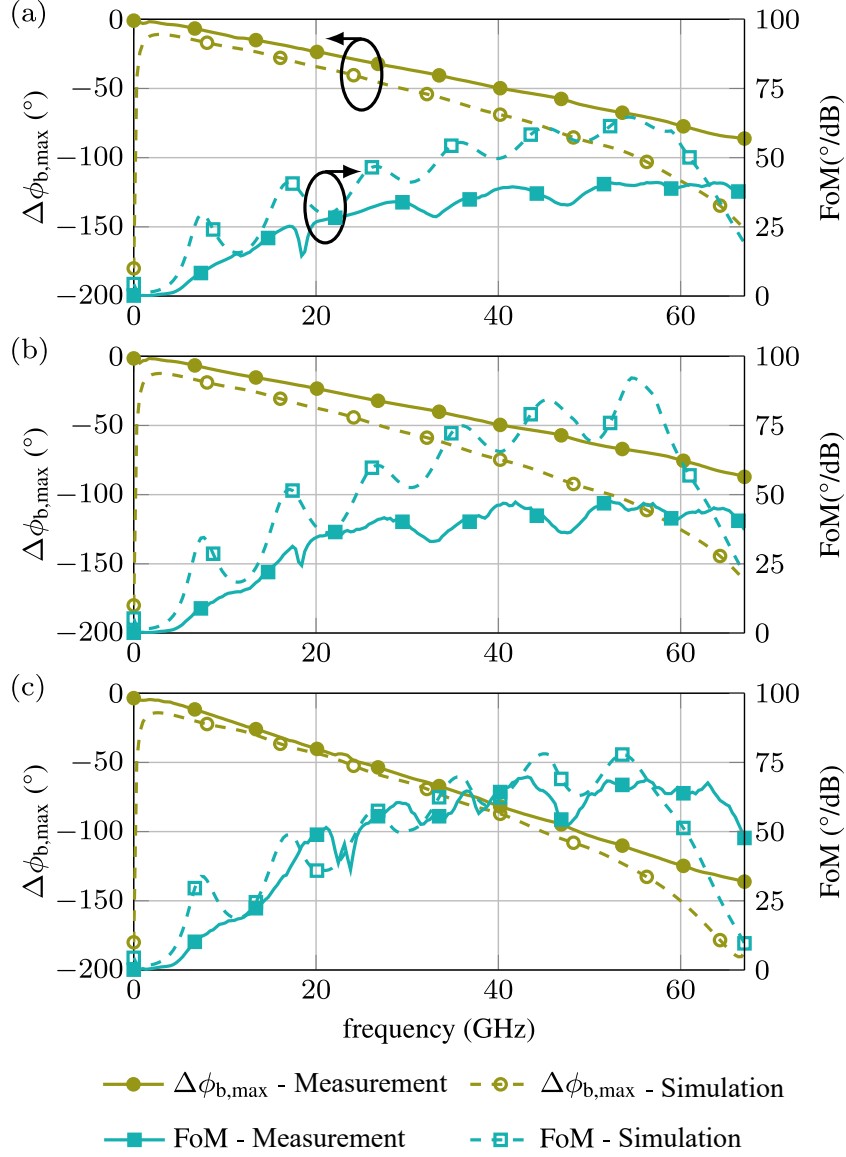 (a)
0
−50
−100
−150
−200
Δϕb,max (°)
100
75
50
25
0
FoM(°/dB)
0 20 40 60
(b)
0
−50
−100
−150
−200
Δϕb,max (°)
100
75
50
25
0
FoM(°/dB)
0 20 40 60
(c)
0
−50
−100
−150
−200
Δϕb,max (°)
100
75
50
25
0
FoM (°/dB)
0 20 40 60
frequency (GHz)
Δϕb,max - Measurement Δϕb,max - Simulation
FoM - Measurement FoM - Simulation